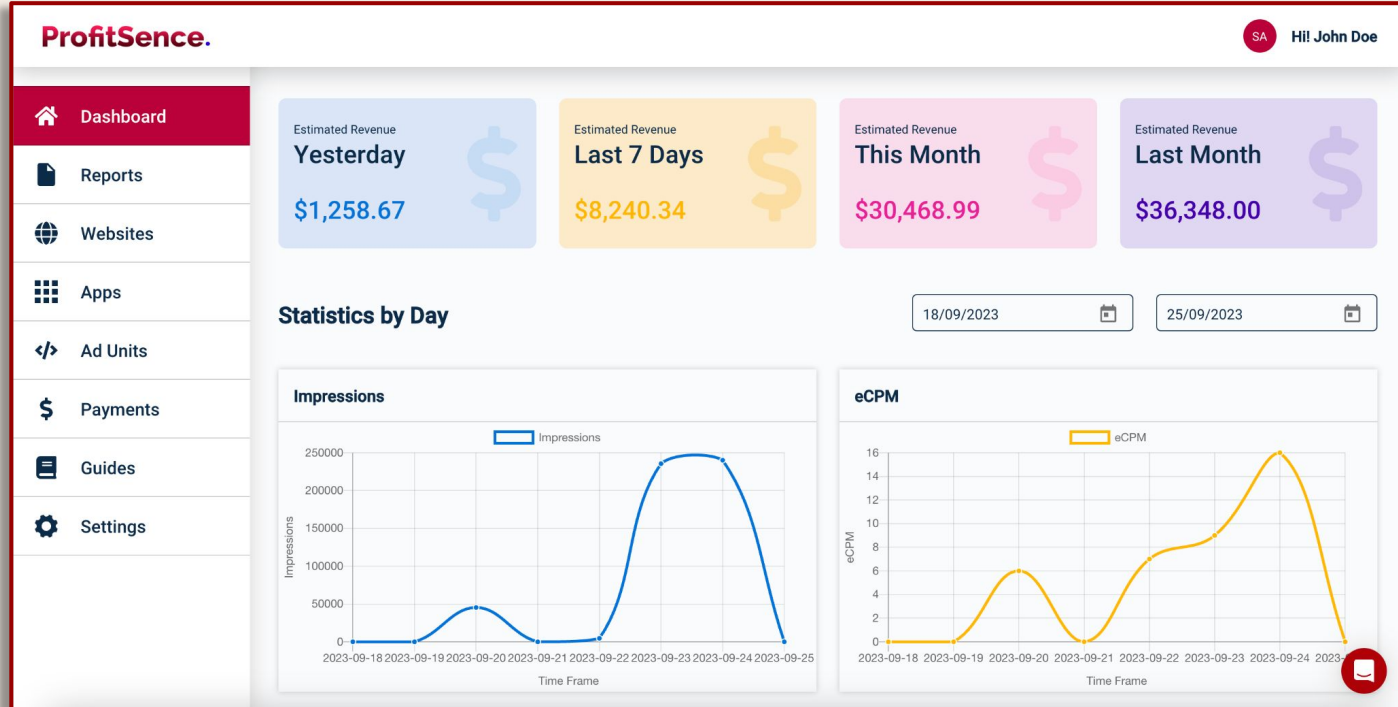 ProfitSence.
SA Hi! John Doe
Dashboard
Reports
Websites
Apps
Ad Units
Payments
Guides
Settings
Estimated Revenue
Yesterday
$1,258.67
Estimated Revenue
Last 7 Days
$8,240.34
Estimated Revenue
This Month
$30,468.99
Estimated Revenue
Last Month
$36,348.00
Statistics by Day
18/09/2023
25/09/2023
Impressions
Impressions
250000
200000
150000
100000
50000
0
Impressions
2023-09-18 2023-09-19 2023-09-20 2023-09-21 2023-09-22 2023-09-23 2023-09-24 2023-09-25
Time Frame
eCPM
eCPM
16
14
12
10
8
6
4
2
0
eCPM
2023-09-18 2023-09-19 2023-09-20 2023-09-21 2023-09-22 2023-09-23 2023-09-24
Time Frame